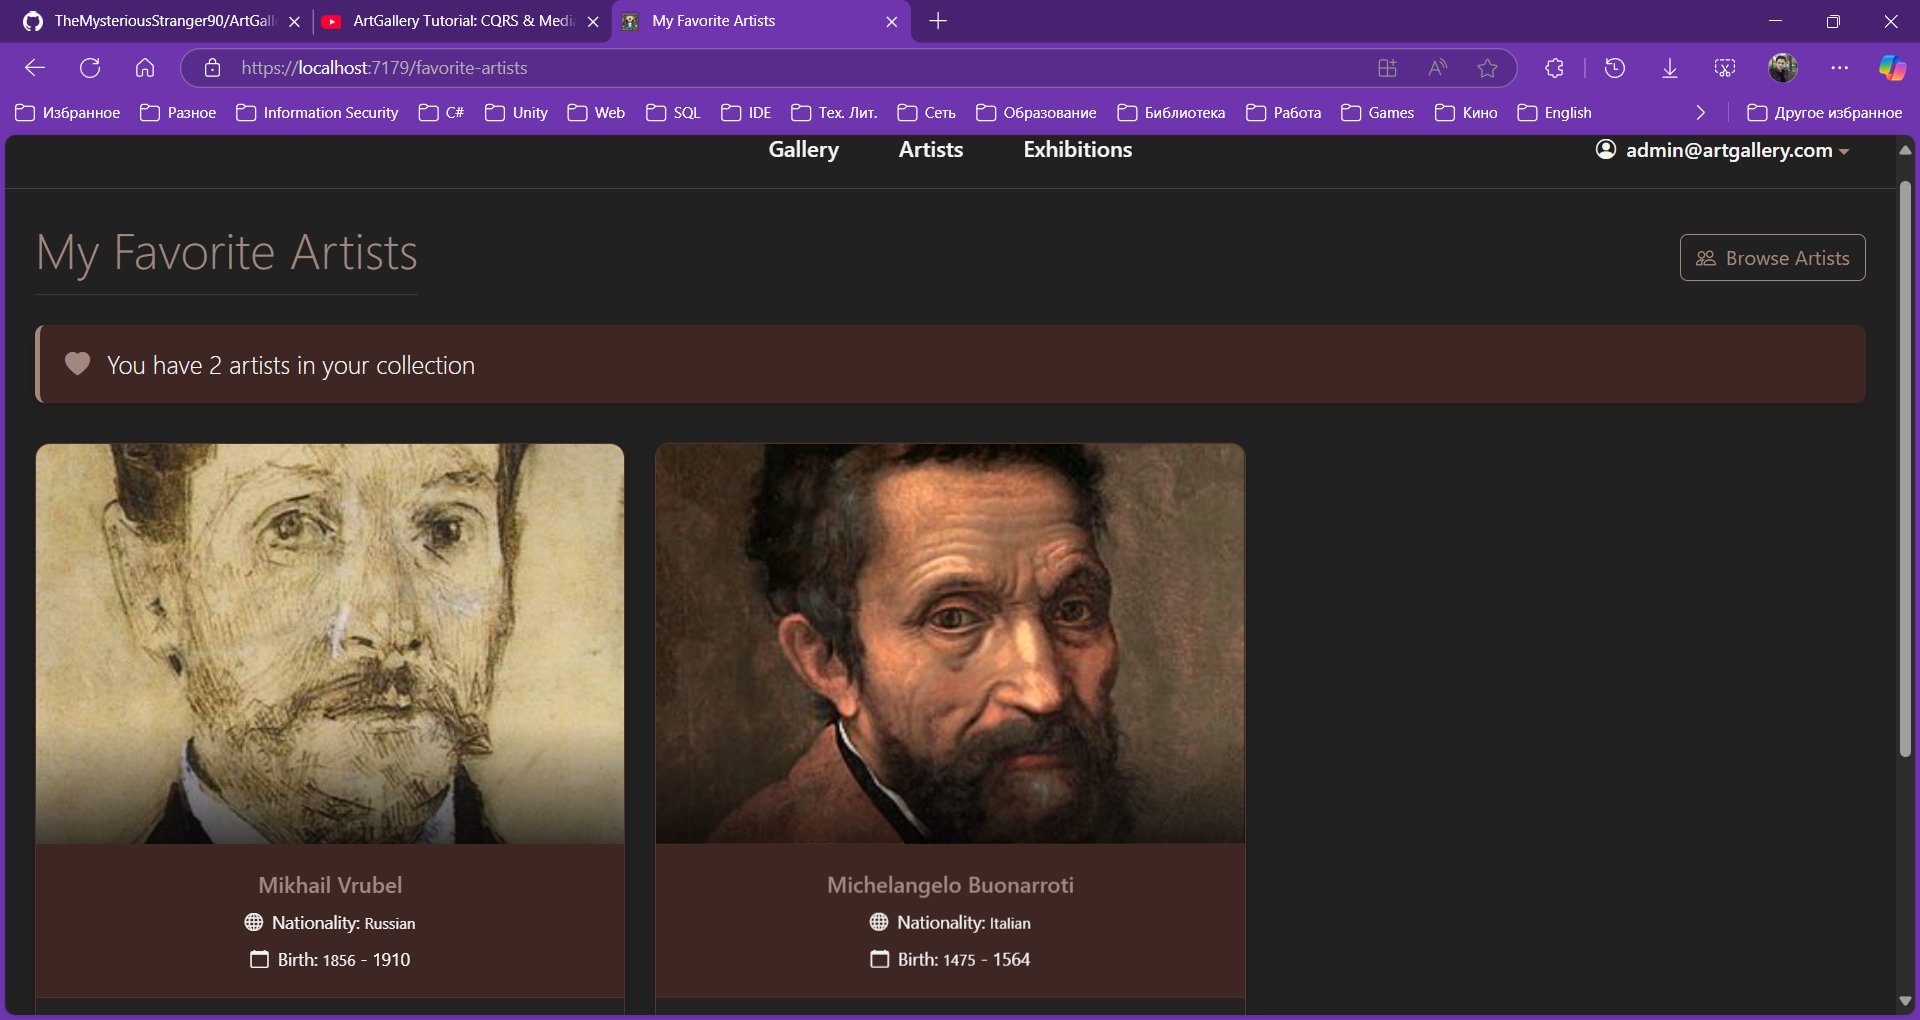 TheMysteriousStranger90/ArtGall
ArtGallery Tutorial: CQRS & Media
My Favorite Artists
https://localhost:7179/favorite-artists
Избранное
Разное
Information Security
C#
Unity
Web
SQL
IDE
Тех. Лит.
Сеть
Образование
Библиотека
Работа
Games
Кино
English
Другое избранное
Gallery
Artists
Exhibitions
admin@artgallery.com
My Favorite Artists
Browse Artists
You have 2 artists in your collection
Mikhail Vrubel
Nationality: Russian
Birth: 1856 - 1910
Michelangelo Buonarroti
Nationality: Italian
Birth: 1475 - 1564